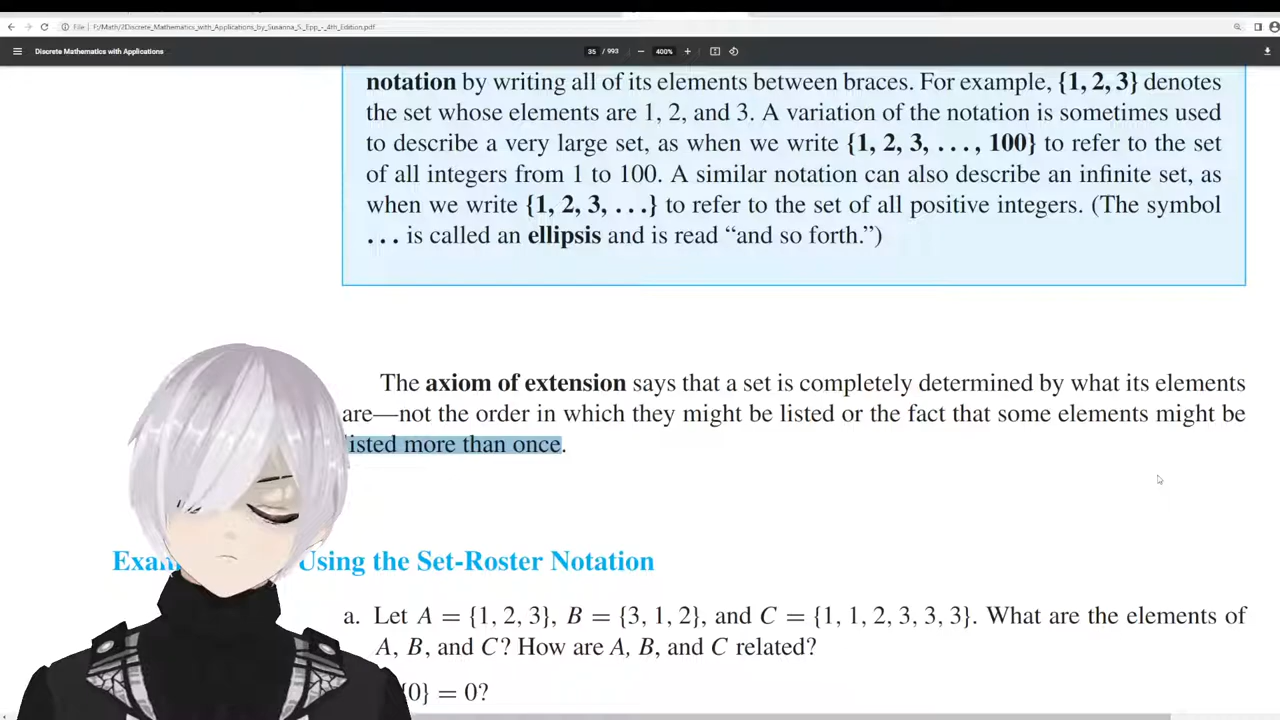 File F:/Math/2Discrete_Mathematics_with_Applications_by_Susanna_S._Epp_-_4th_Edition.pdf
Discrete Mathematics with Applications 35 / 993 — 400% +
notation by writing all of its elements between braces. For example, {1, 2, 3} denotes
the set whose elements are 1, 2, and 3. A variation of the notation is sometimes used
to describe a very large set, as when we write {1, 2, 3, . . . , 100} to refer to the set
of all integers from 1 to 100. A similar notation can also describe an infinite set, as
when we write {1, 2, 3, . . .} to refer to the set of all positive integers. (The symbol
. . . is called an ellipsis and is read “and so forth.”)
The axiom of extension says that a set is completely determined by what its elements
are—not the order in which they might be listed or the fact that some elements might be
isted more than once.
Exam Using the Set-Roster Notation
a. Let A = {1, 2, 3}, B = {3, 1, 2}, and C = {1, 1, 2, 3, 3, 3}. What are the elements of
A, B, and C? How are A, B, and C related?
{0} = 0?